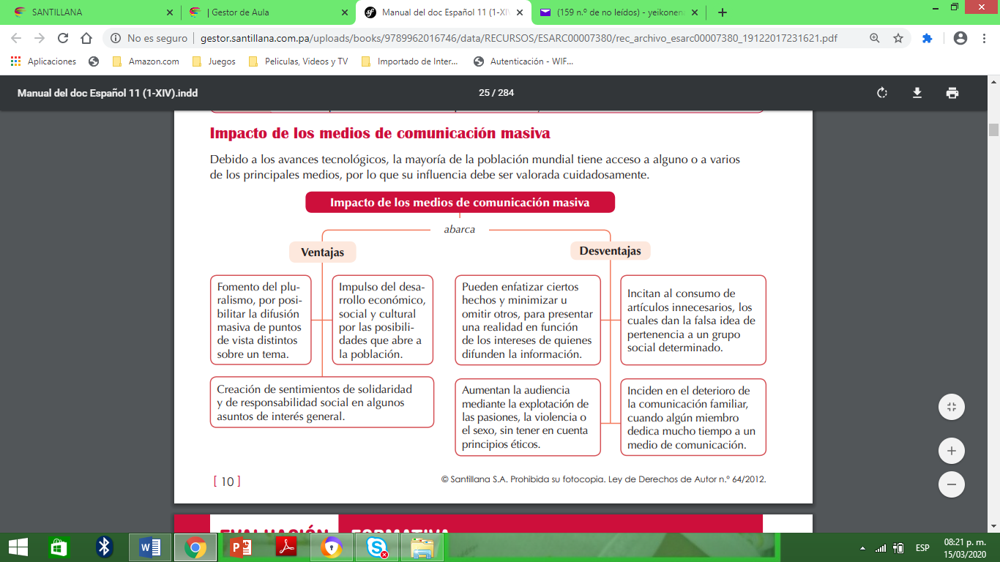 SANTILLANA
| Gestor de Aula
Manual del doc Español 11 (1-XIV
(159 n.º de no leídos) - yeikonen
No es seguro
gestor.santillana.com.pa/uploads/books/9789962016746/data/RECURSOS/ESARC00007380/rec_archivo_esarc00007380_19122017231621.pdf
Aplicaciones
Amazon.com
Juegos
Peliculas, Videos y TV
Importado de Inter...
Autenticación - WIF...
Manual del doc Español 11 (1-XIV).indd
25 / 284
Impacto de los medios de comunicación masiva
Debido a los avances tecnológicos, la mayoría de la población mundial tiene acceso a alguno o a varios
de los principales medios, por lo que su influencia debe ser valorada cuidadosamente.
Impacto de los medios de comunicación masiva
abarca
Ventajas
Fomento del plu-
ralismo, por posi-
bilitar la difusión
masiva de puntos
de vista distintos
sobre un tema.
Impulso del desa-
rrollo económico,
social y cultural
por las posibili-
dades que abre a
la población.
Creación de sentimientos de solidaridad
y de responsabilidad social en algunos
asuntos de interés general.
Desventajas
Pueden enfatizar ciertos
hechos y minimizar u
omitir otros, para presentar
una realidad en función
de los intereses de quienes
difunden la información.
Incitan al consumo de
artículos innecesarios, los
cuales dan la falsa idea de
pertenencia a un grupo
social determinado.
Aumentan la audiencia
mediante la explotación de
las pasiones, la violencia o
el sexo, sin tener en cuenta
principios éticos.
Inciden en el deterioro de
la comunicación familiar,
cuando algún miembro
dedica mucho tiempo a un
medio de comunicación.
[ 10 ]
© Santillana S.A. Prohibida su fotocopia. Ley de Derechos de Autor n.º 64/2012.
EVALUACIÓN FORMATIVA
ESP
08:21 p. m.
15/03/2020